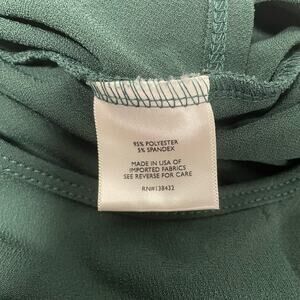 95% POLYESTER
5% SPANDEX
MADE IN USA OF
IMPORTED FABRICS
SEE REVERSE FOR CARE
RN#138432